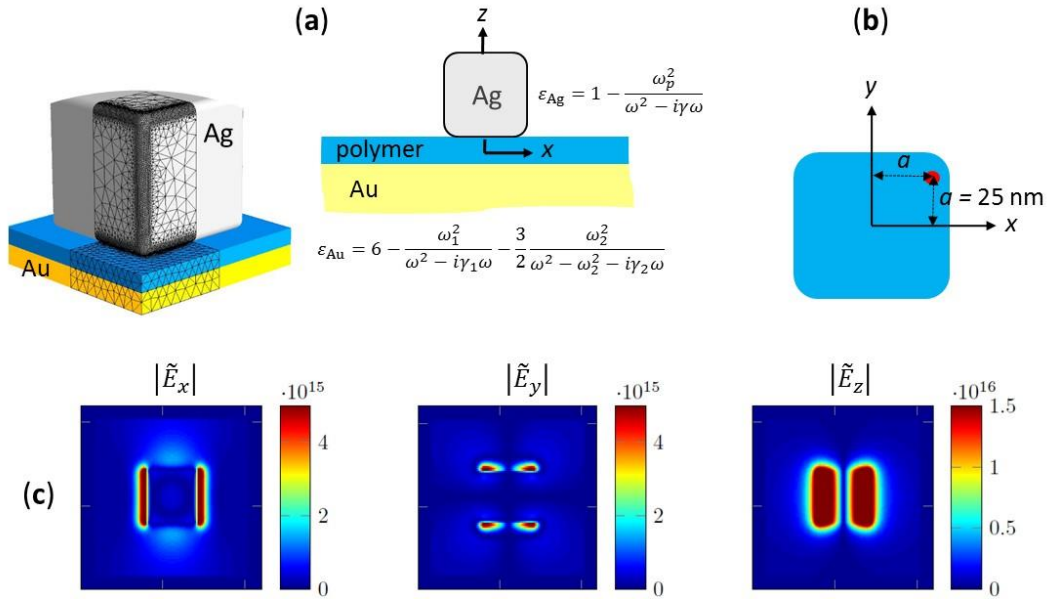 (a)
(b)
z
Ag
Ag
ε_Ag = 1 − ω_p^2 / (ω^2 − iγω)
polymer
x
Au
Au
ε_Au = 6 − ω_1^2 / (ω^2 − iγ_1ω) − 3/2 ω_2^2 / (ω^2 − ω_2^2 − iγ_2ω)
y
a
a = 25 nm
x
(c)
|Ẽ_x|
·10^15
4
2
0
|Ẽ_y|
·10^15
4
2
0
|Ẽ_z|
·10^16
1.5
1
0.5
0